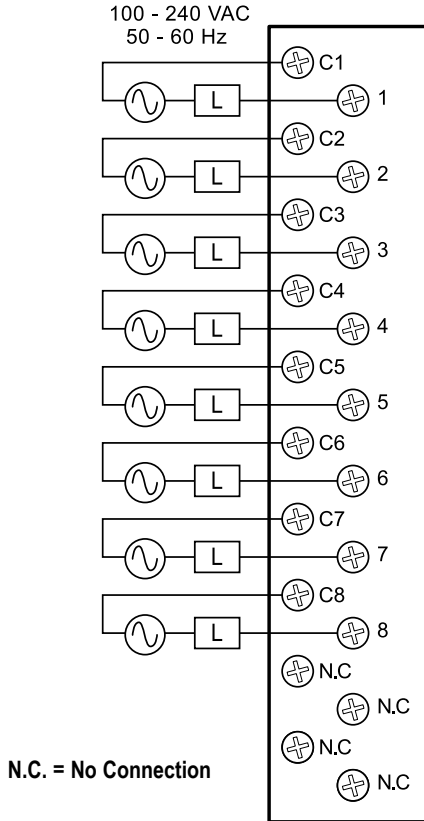 100 - 240 VAC
50 - 60 Hz
C1
L
1
C2
L
2
C3
L
3
C4
L
4
C5
L
5
C6
L
6
C7
L
7
C8
L
8
N.C
N.C
N.C
N.C
N.C. = No Connection